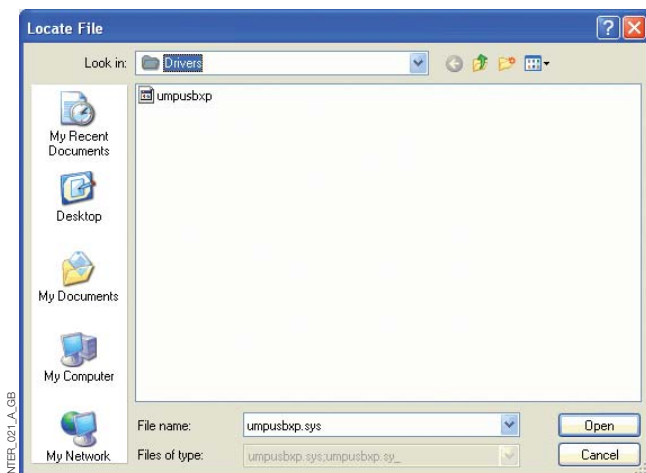 Locate File
Look in:
Drivers
umpusbxp
My Recent
Documents
Desktop
My Documents
My Computer
My Network
File name:
umpusbxp.sys
Open
Files of type:
umpusbxp.sys;umpusbxp.sy_
Cancel
NTER_021_A_GB